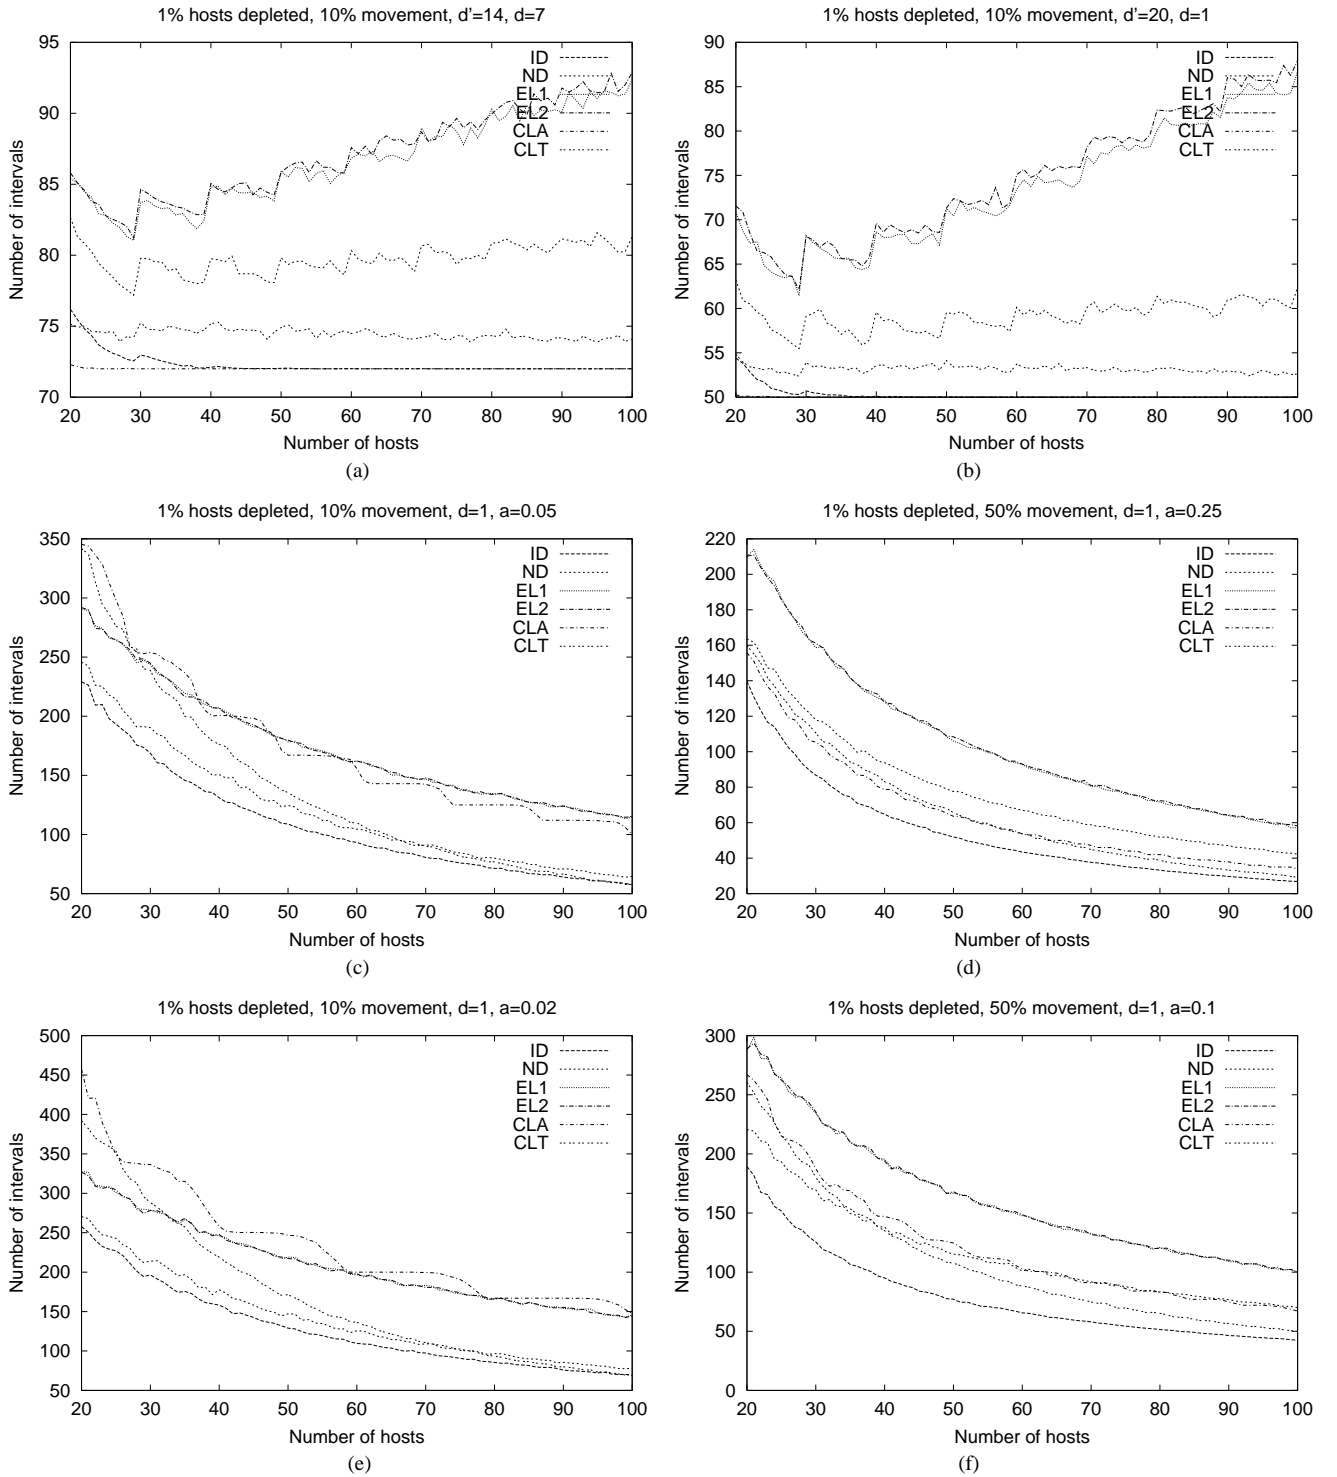 1% hosts depleted, 10% movement, d'=14, d=7
95
90
85
80
75
70
Number of intervals
ID
ND
EL1
EL2
CLA
CLT
20 30 40 50 60 70 80 90 100
Number of hosts
(a)
1% hosts depleted, 10% movement, d'=20, d=1
90
85
80
75
70
65
60
55
50
Number of intervals
ID
ND
EL1
EL2
CLA
CLT
20 30 40 50 60 70 80 90 100
Number of hosts
(b)
1% hosts depleted, 10% movement, d=1, a=0.05
350
300
250
200
150
100
50
Number of intervals
ID
ND
EL1
EL2
CLA
CLT
20 30 40 50 60 70 80 90 100
Number of hosts
(c)
1% hosts depleted, 50% movement, d=1, a=0.25
220
200
180
160
140
120
100
80
60
40
20
Number of intervals
ID
ND
EL1
EL2
CLA
CLT
20 30 40 50 60 70 80 90 100
Number of hosts
(d)
1% hosts depleted, 10% movement, d=1, a=0.02
500
450
400
350
300
250
200
150
100
50
Number of intervals
ID
ND
EL1
EL2
CLA
CLT
20 30 40 50 60 70 80 90 100
Number of hosts
(e)
1% hosts depleted, 50% movement, d=1, a=0.1
300
250
200
150
100
50
0
Number of intervals
ID
ND
EL1
EL2
CLA
CLT
20 30 40 50 60 70 80 90 100
Number of hosts
(f)